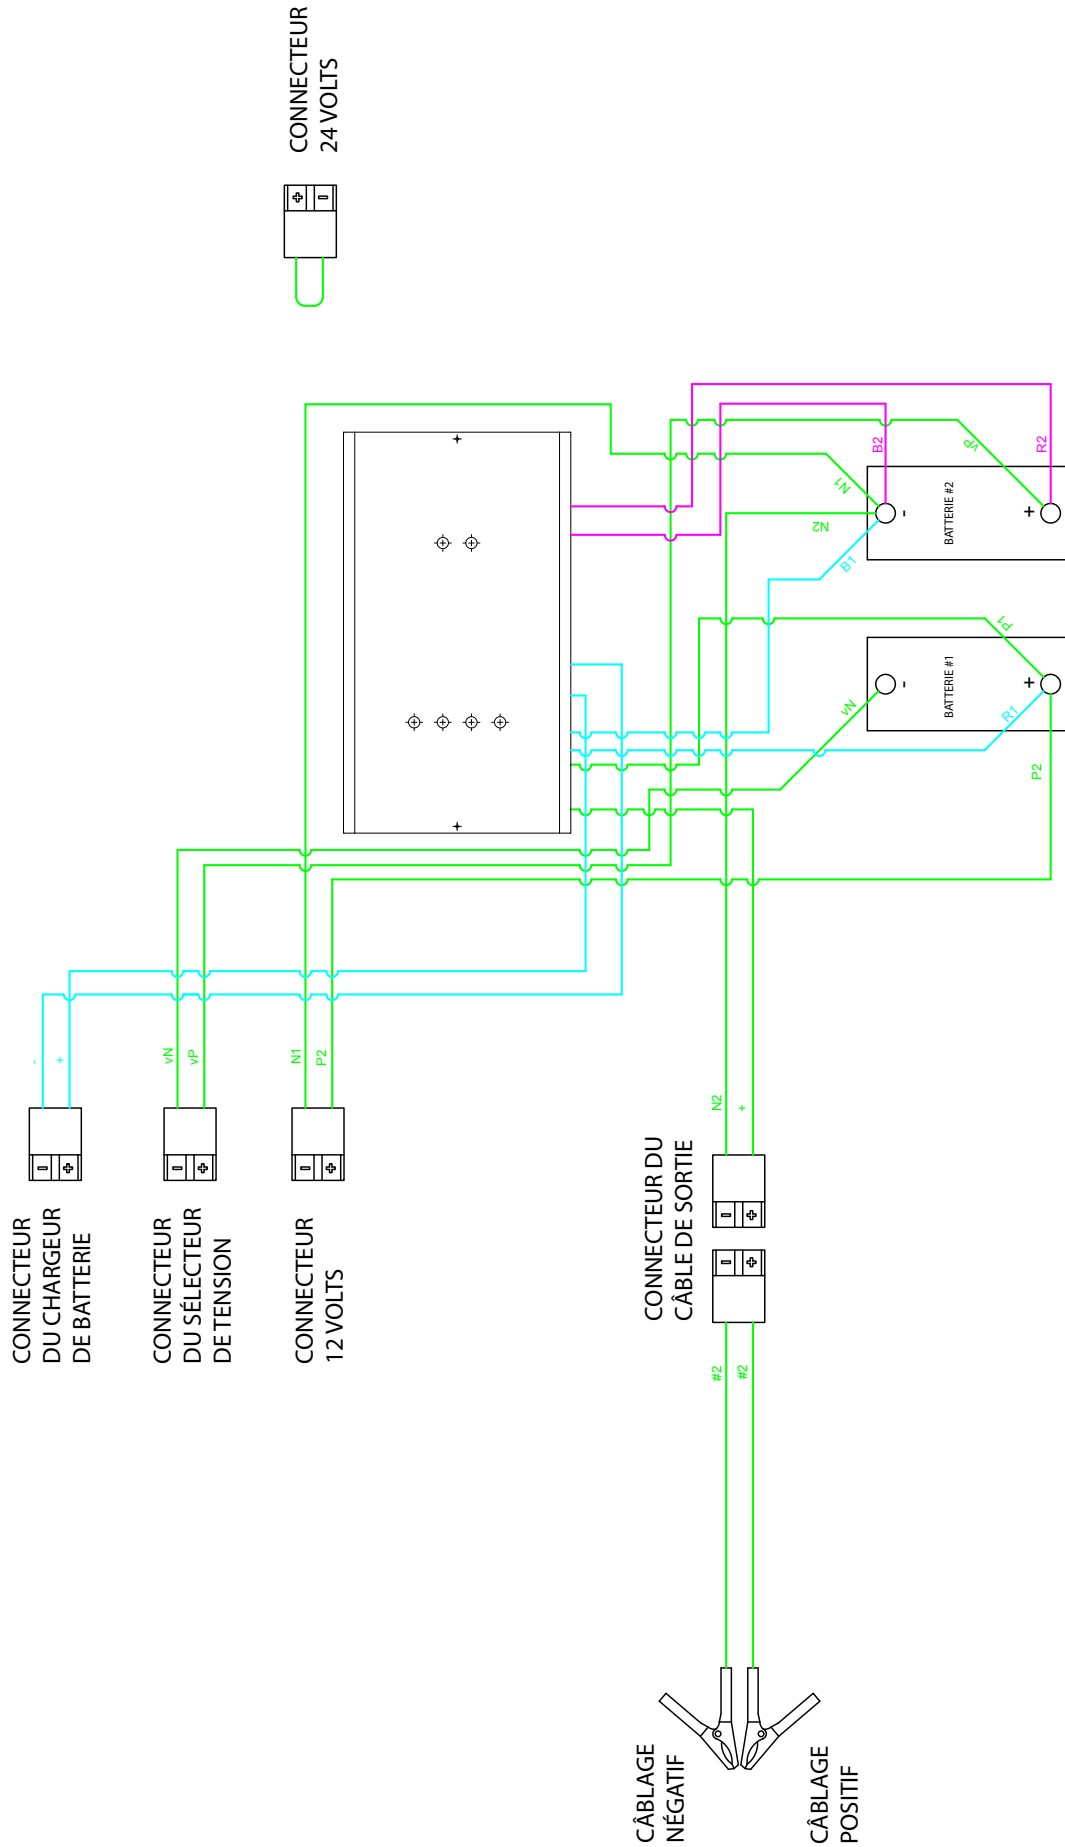 CONNECTEUR
24 VOLTS
+
-
N1
N2
B1
B2
vP
R2
BATTERIE #2
-
+
vN
P1
R1
P2
BATTERIE #1
-
+
-
+
vN
vP
N1
P2
-
+
-
+
-
+
CONNECTEUR
DU CHARGEUR
DE BATTERIE
CONNECTEUR
DU SÉLECTEUR
DE TENSION
CONNECTEUR
12 VOLTS
N2
+
-
+
CONNECTEUR DU
CÂBLE DE SORTIE
-
+
#2
#2
CÂBLAGE
NÉGATIF
CÂBLAGE
POSITIF